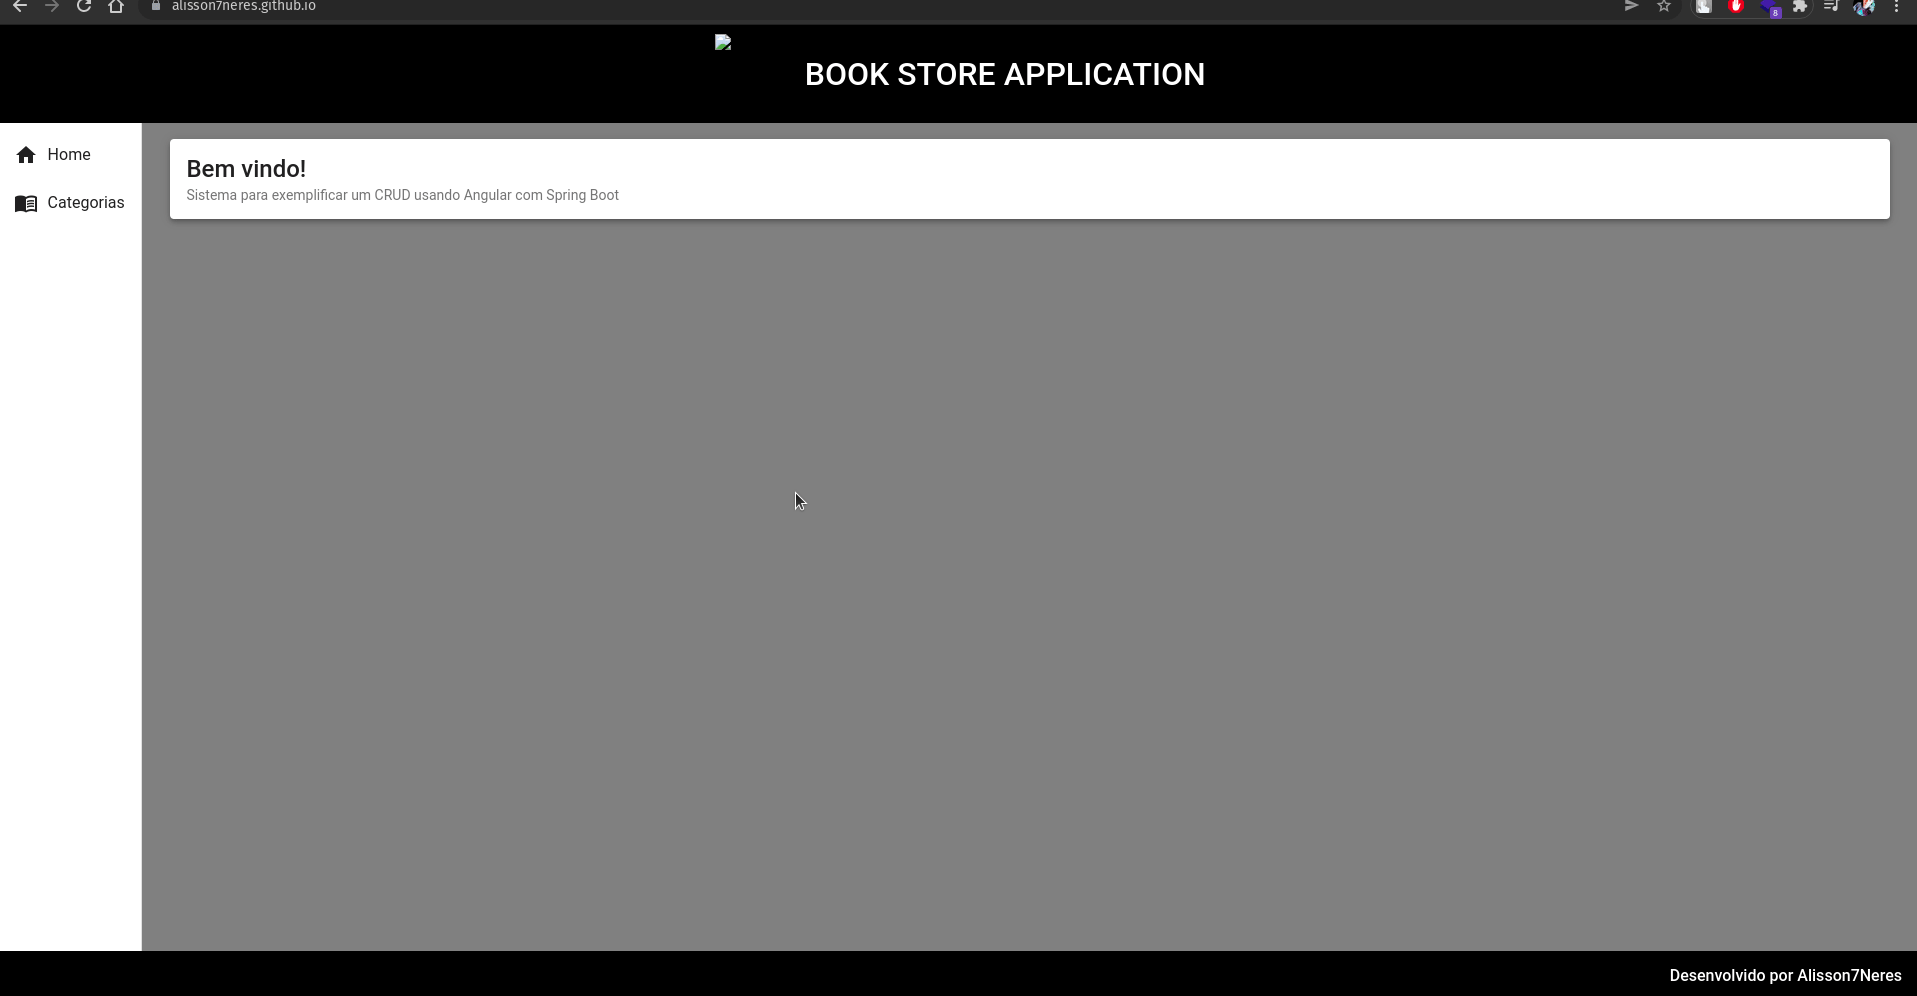 alisson7neres.github.io
8
BOOK STORE APPLICATION
Home
Categorias
Bem vindo!
Sistema para exemplificar um CRUD usando Angular com Spring Boot
Desenvolvido por Alisson7Neres